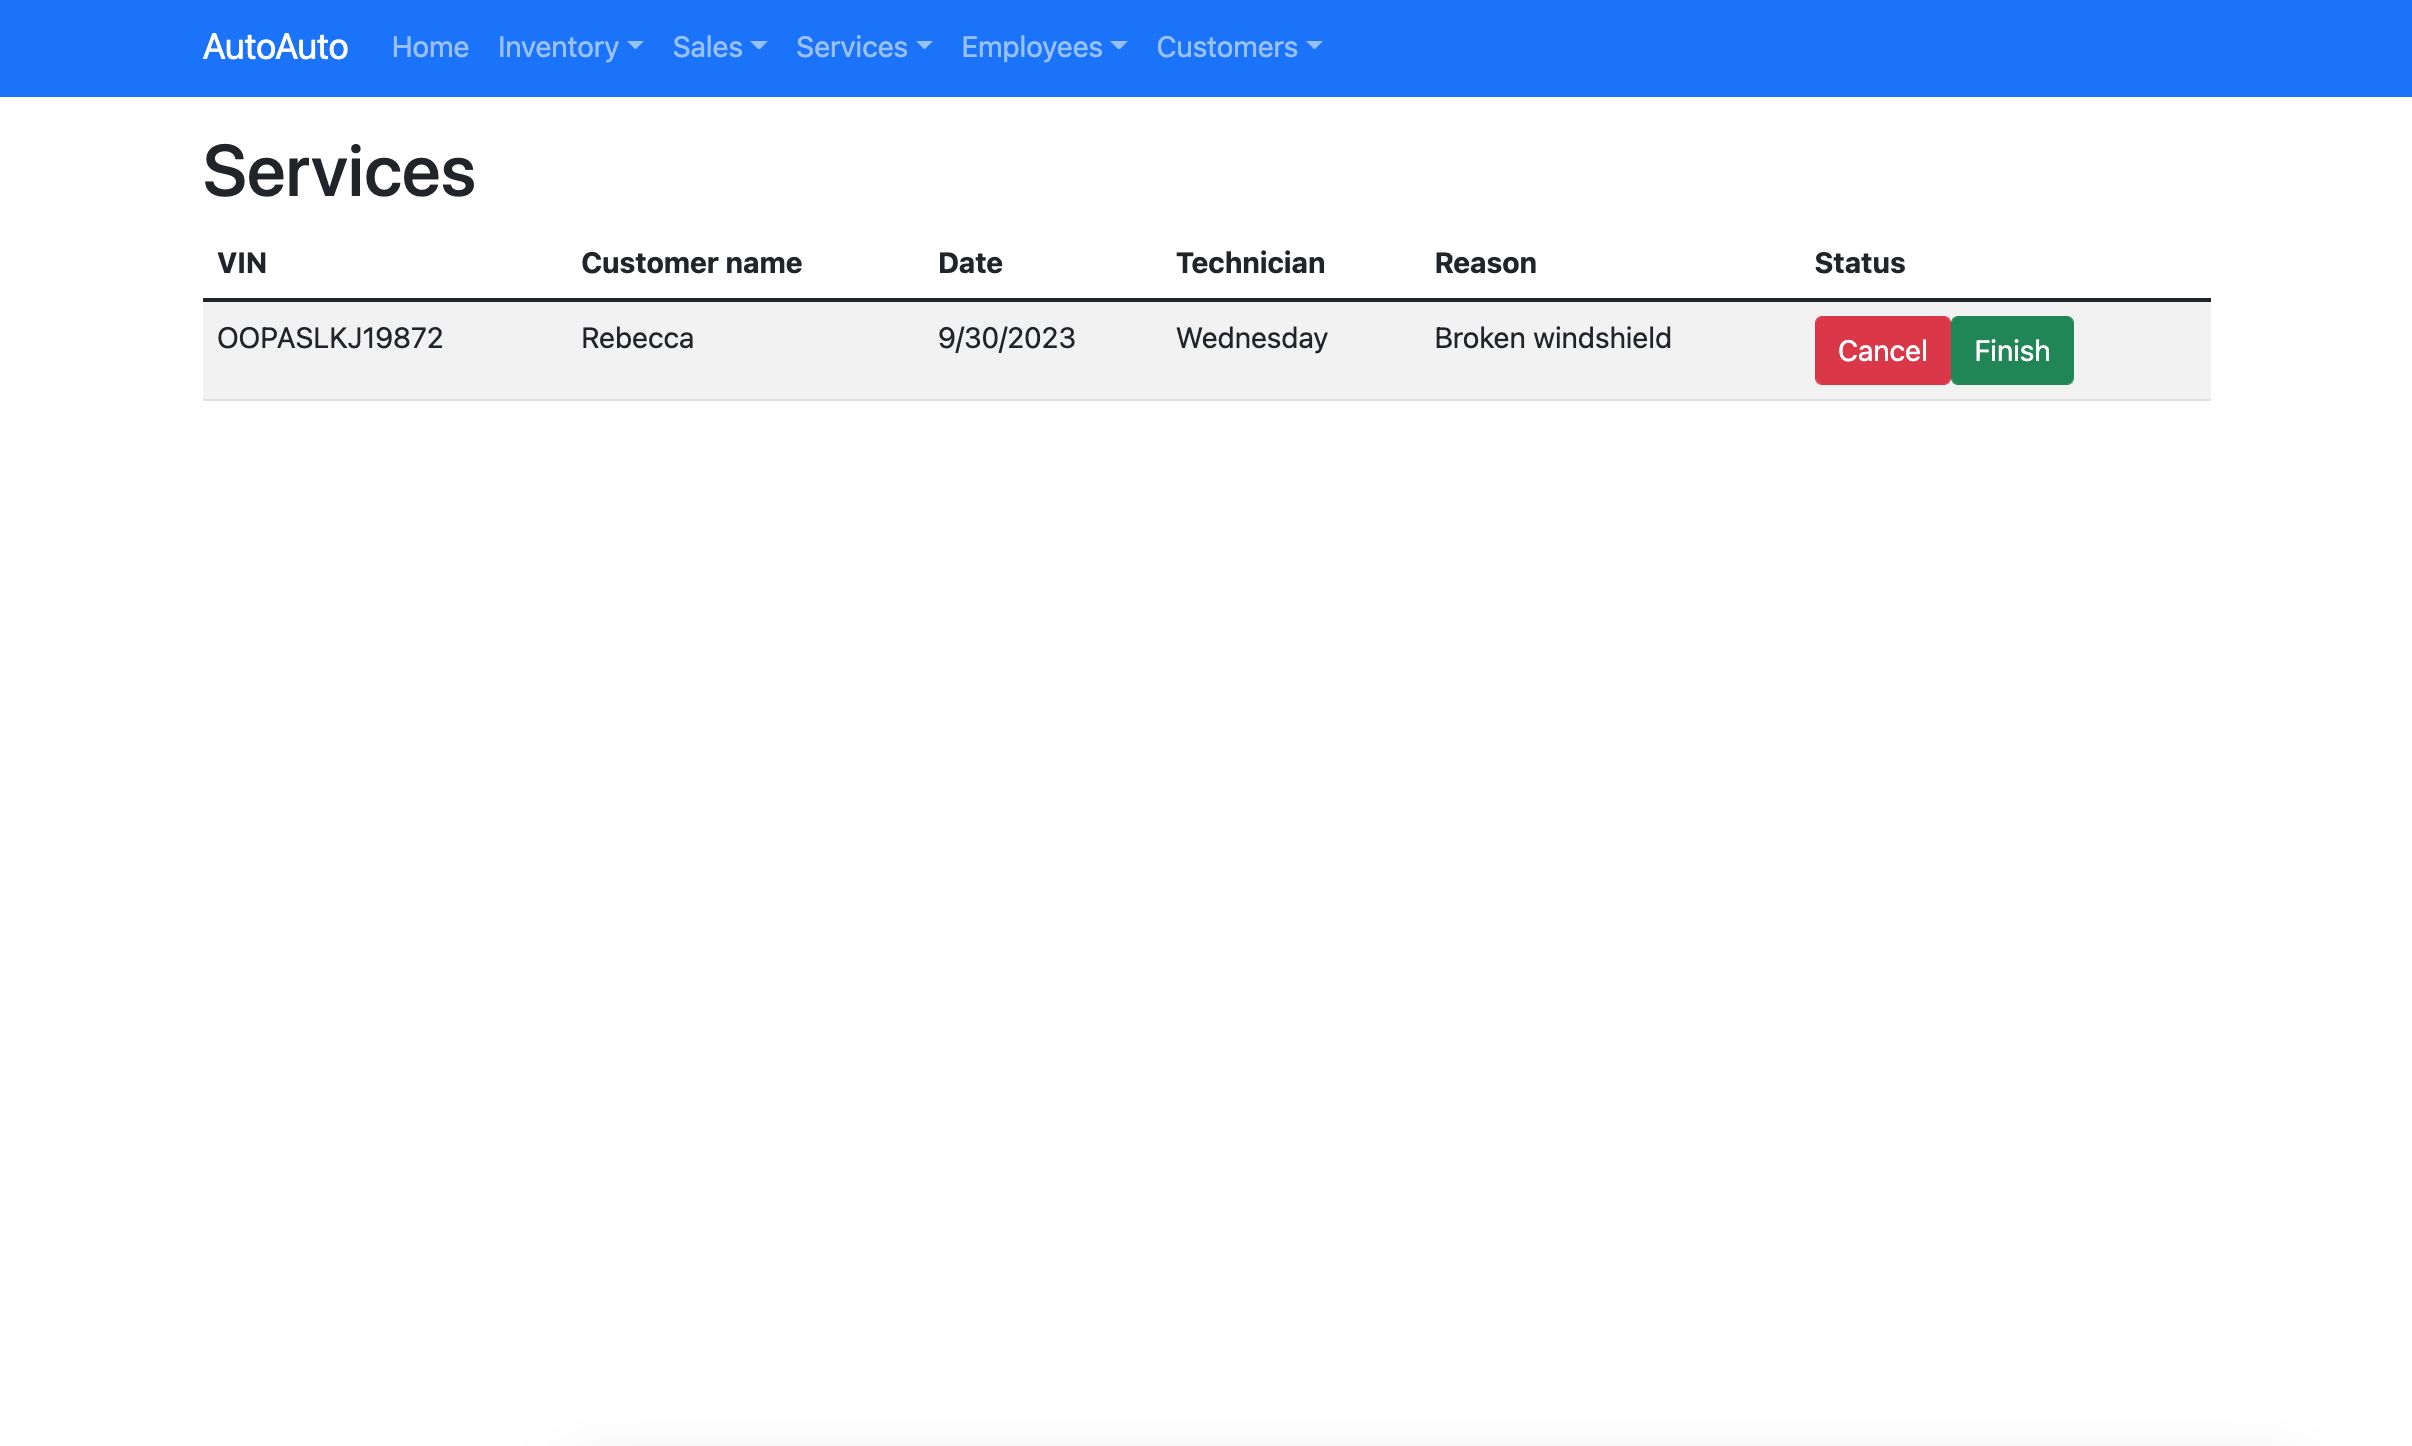 AutoAuto Home Inventory Sales Services Employees Customers
Services
VIN Customer name Date Technician Reason Status
OOPASLKJ19872 Rebecca 9/30/2023 Wednesday Broken windshield Cancel Finish